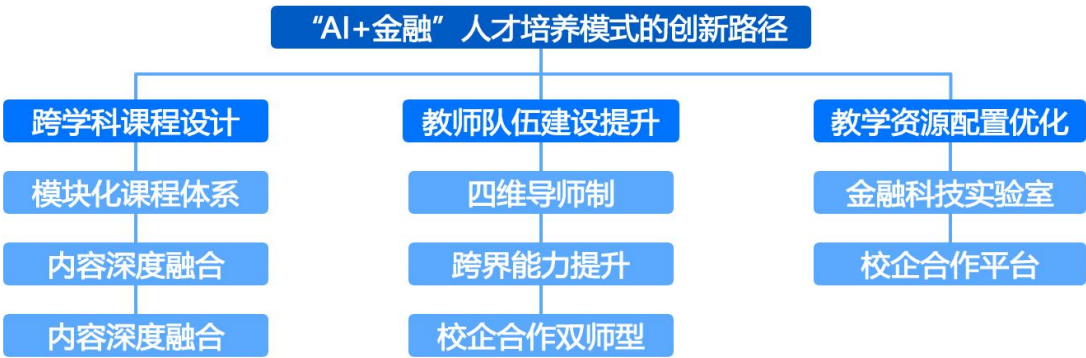 “AI+金融” 人才培养模式的创新路径
跨学科课程设计
教师队伍建设提升
教学资源配置优化
模块化课程体系
四维导师制
金融科技实验室
内容深度融合
跨界能力提升
校企合作平台
内容深度融合
校企合作双师型